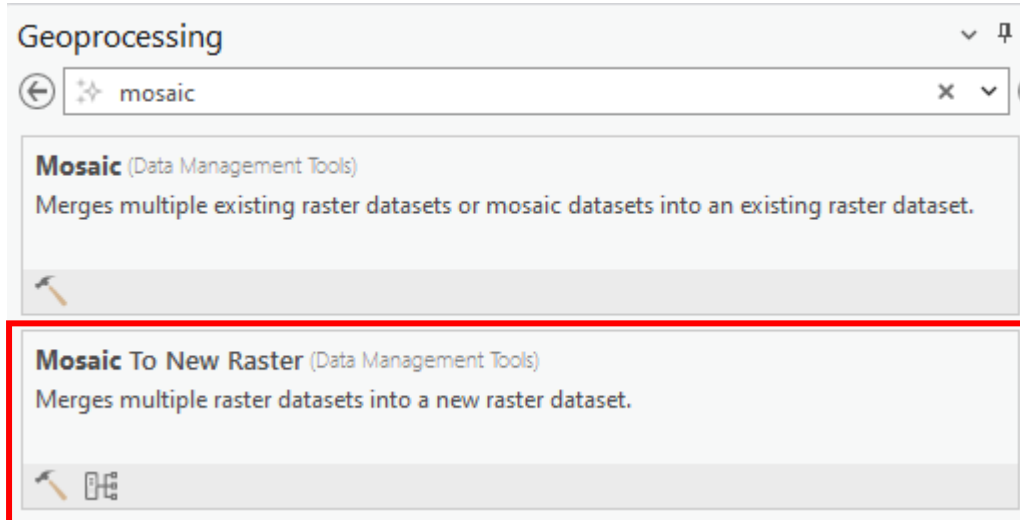 Geoprocessing
mosaic
Mosaic (Data Management Tools)
Merges multiple existing raster datasets or mosaic datasets into an existing raster dataset.
Mosaic To New Raster (Data Management Tools)
Merges multiple raster datasets into a new raster dataset.